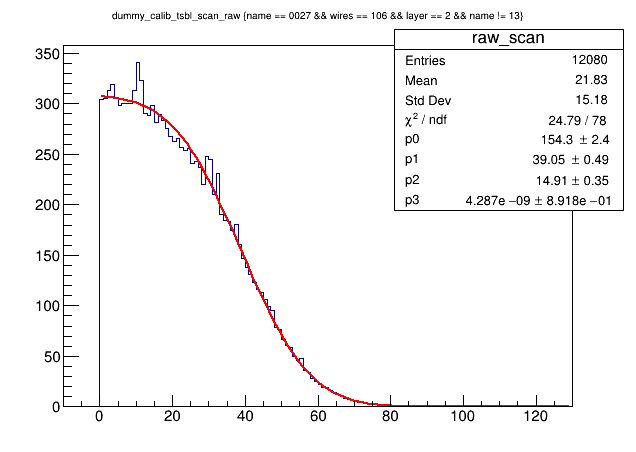 dummy_calib_tsbl_scan_raw {name == 0027 && wires == 106 && layer == 2 && name != 13}
raw_scan
Entries 12080
Mean 21.83
Std Dev 15.18
χ² / ndf 24.79 / 78
p0 154.3 ± 2.4
p1 39.05 ± 0.49
p2 14.91 ± 0.35
p3 4.287e −09 ± 8.918e −01
350
300
250
200
150
100
50
0
0 20 40 60 80 100 120